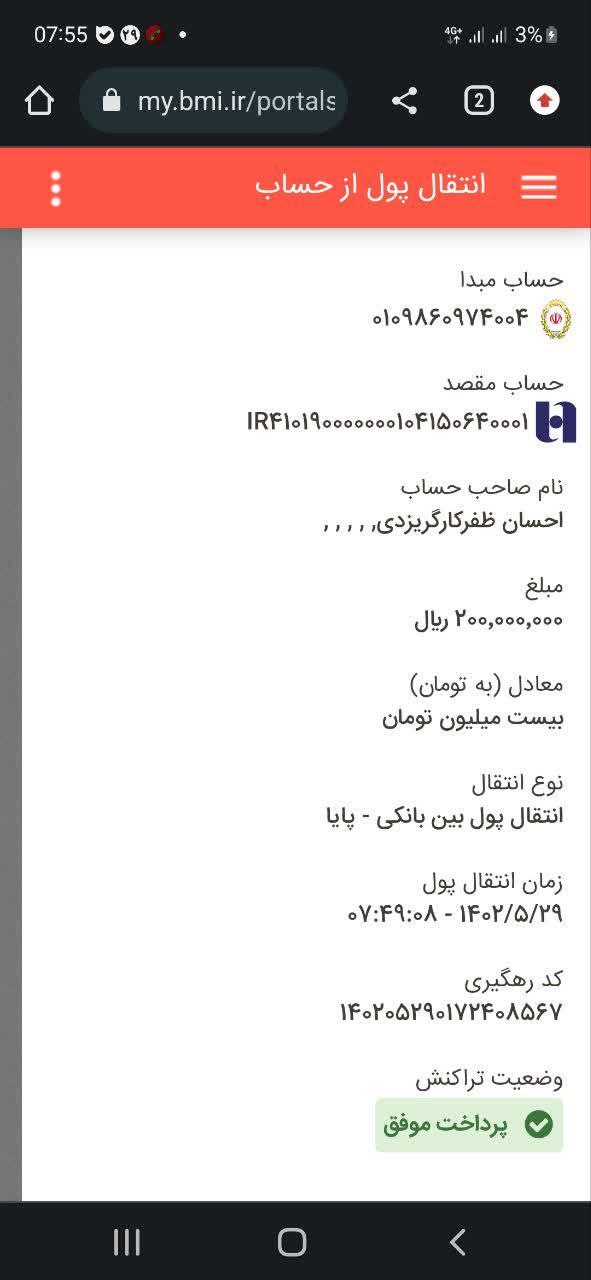 07:55 ۲۹ 4G+ 3%
my.bmi.ir/portals 2
انتقال پول از حساب
حساب مبدا
۰۱۰۹۸۶۰۹۷۴۰۰۴
حساب مقصد
IR۴۱۰۱۹۰۰۰۰۰۰۰۰۱۰۴۱۵۰۶۴۰۰۰۱
نام صاحب حساب
احسان ظفرکارگریزدی, , , , ,
مبلغ
۲۰۰,۰۰۰,۰۰۰ ریال
معادل (به تومان)
بیست میلیون تومان
نوع انتقال
انتقال پول بین بانکی - پایا
زمان انتقال پول
۱۴۰۲/۵/۲۹ - ۰۷:۴۹:۰۸
کد رهگیری
۱۴۰۲۰۵۲۹۰۱۷۲۴۰۸۵۶۷
وضعیت تراکنش
پرداخت موفق